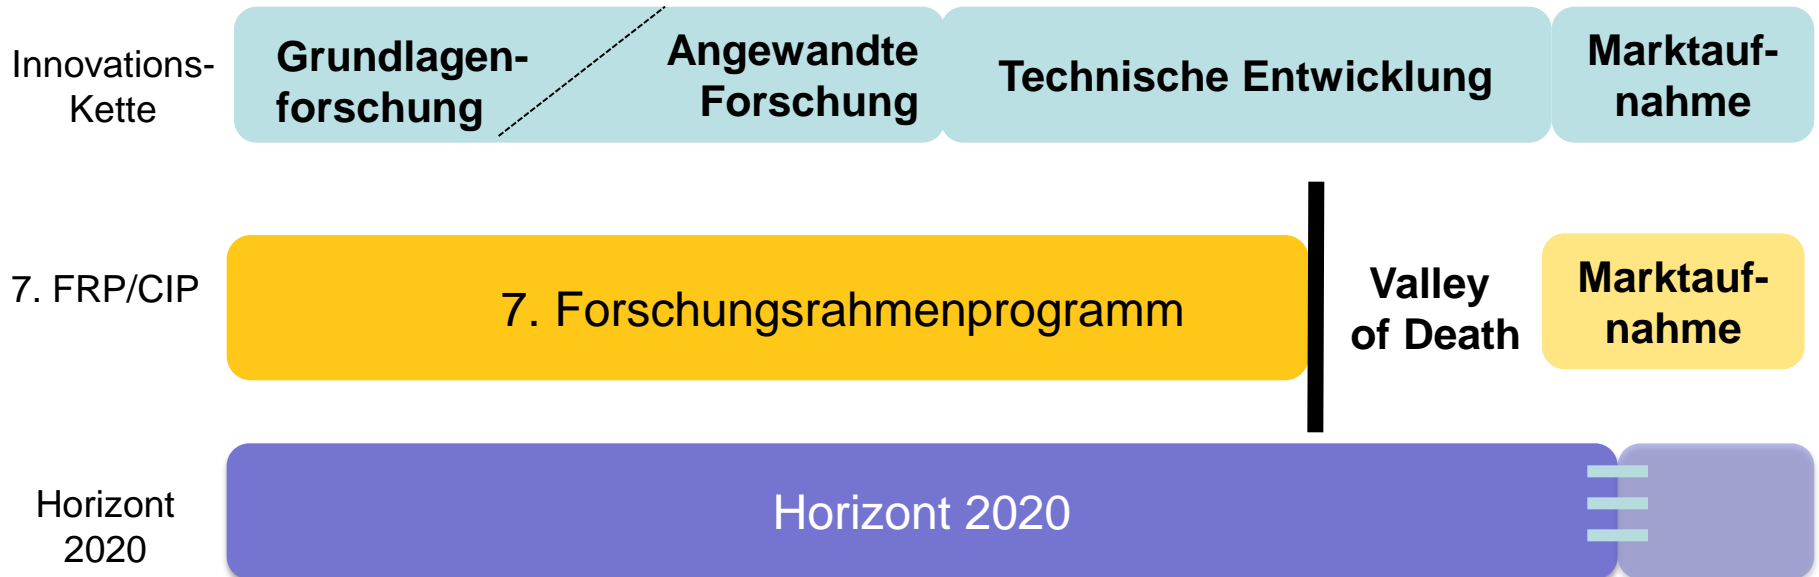 Innovations-
Kette
Grundlagen-
forschung
Angewandte
Forschung
Technische Entwicklung
Marktauf-
nahme
7. FRP/CIP
7. Forschungsrahmenprogramm
Valley
of Death
Marktauf-
nahme
Horizont
2020
Horizont 2020